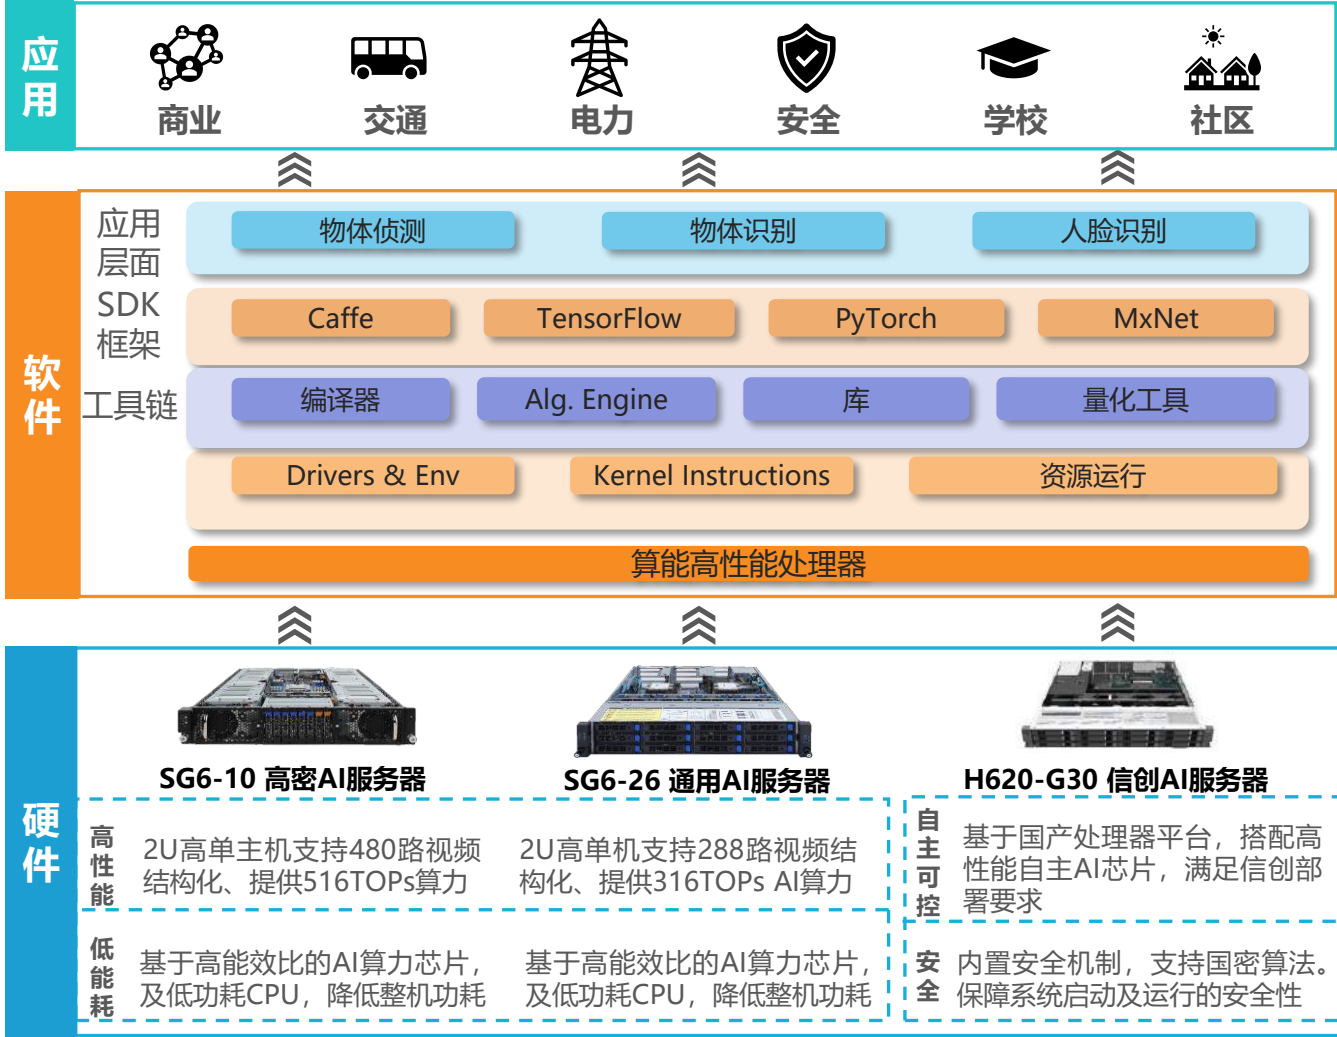 应用
商业
交通
电力
安全
学校
社区
软件
应用
层面
物体侦测
物体识别
人脸识别
SDK
框架
Caffe
TensorFlow
PyTorch
MxNet
工具链
编译器
Alg. Engine
库
量化工具
Drivers & Env
Kernel Instructions
资源运行
算能高性能处理器
硬件
SG6-10 高密AI服务器
SG6-26 通用AI服务器
H620-G30 信创AI服务器
高性能
2U高单主机支持480路视频
结构化、提供516TOPs算力
2U高单机支持288路视频结
构化、提供316TOPs AI算力
自主可控
基于国产处理器平台，搭配高
性能自主AI芯片，满足信创部
署要求
低能耗
基于高能效比的AI算力芯片，
及低功耗CPU，降低整机功耗
基于高能效比的AI算力芯片，
及低功耗CPU，降低整机功耗
安全
内置安全机制，支持国密算法。
保障系统启动及运行的安全性